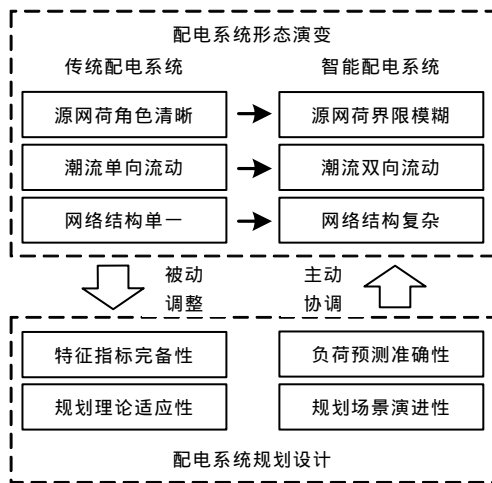 配电系统形态演变
传统配电系统 智能配电系统
源网荷角色清晰 源网荷界限模糊
潮流单向流动 潮流双向流动
网络结构单一 网络结构复杂
被动 主动
调整 协调
特征指标完备性 负荷预测准确性
规划理论适应性 规划场景演进性
配电系统规划设计